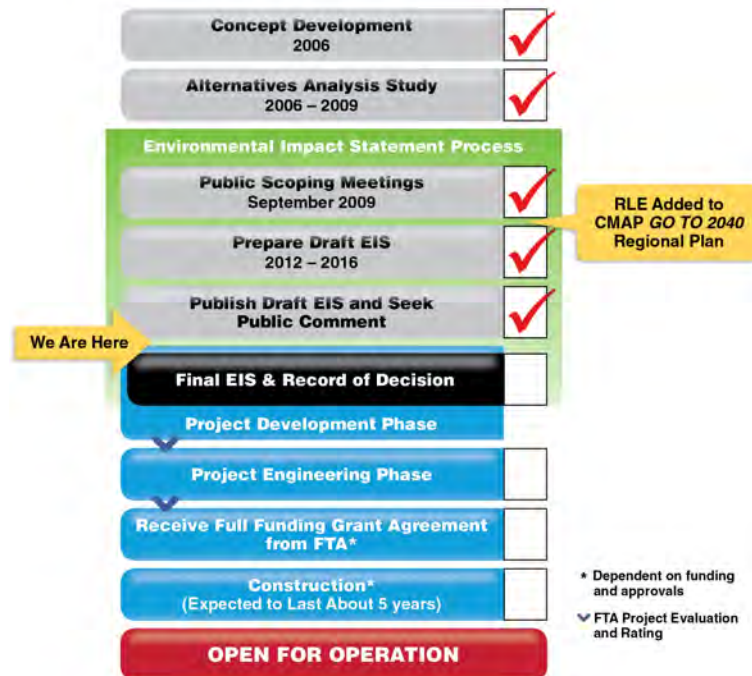 Concept Development
2006
Alternatives Analysis Study
2006 – 2009
Environmental Impact Statement Process
Public Scoping Meetings
September 2009
RLE Added to
CMAP GO TO 2040
Regional Plan
Prepare Draft EIS
2012 – 2016
Publish Draft EIS and Seek
Public Comment
We Are Here
Final EIS & Record of Decision
Project Development Phase
Project Engineering Phase
Receive Full Funding Grant Agreement
from FTA*
Construction*
(Expected to Last About 5 years)
* Dependent on funding
and approvals
FTA Project Evaluation
and Rating
OPEN FOR OPERATION